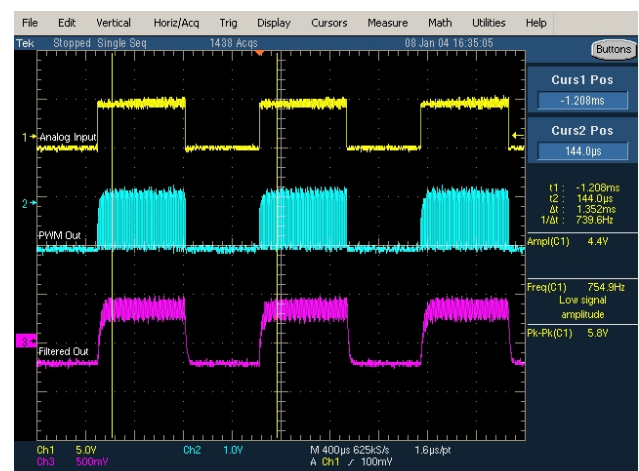 File Edit Vertical Horiz/Acq Trig Display Cursors Measure Math Utilities Help
Tek Stopped Single Seq 1438 Acqs 08 Jan 04 16:35:05
Buttons
Curs1 Pos
-1.208ms
Curs2 Pos
144.0µs
t1 : -1.208ms
t2 : 144.0µs
Δt : 1.352ms
1/Δt : 739.6Hz
Ampl(C1) 4.4V
Freq(C1) 754.9Hz
Low signal
amplitude
Pk-Pk(C1) 5.8V
1 Analog Input
2
PWM Out
3
Filtered Out
Ch1 5.0V Ch2 1.0V M 400µs 625kS/s 1.6µs/pt
Ch3 500mV A Ch1 ∕ 100mV